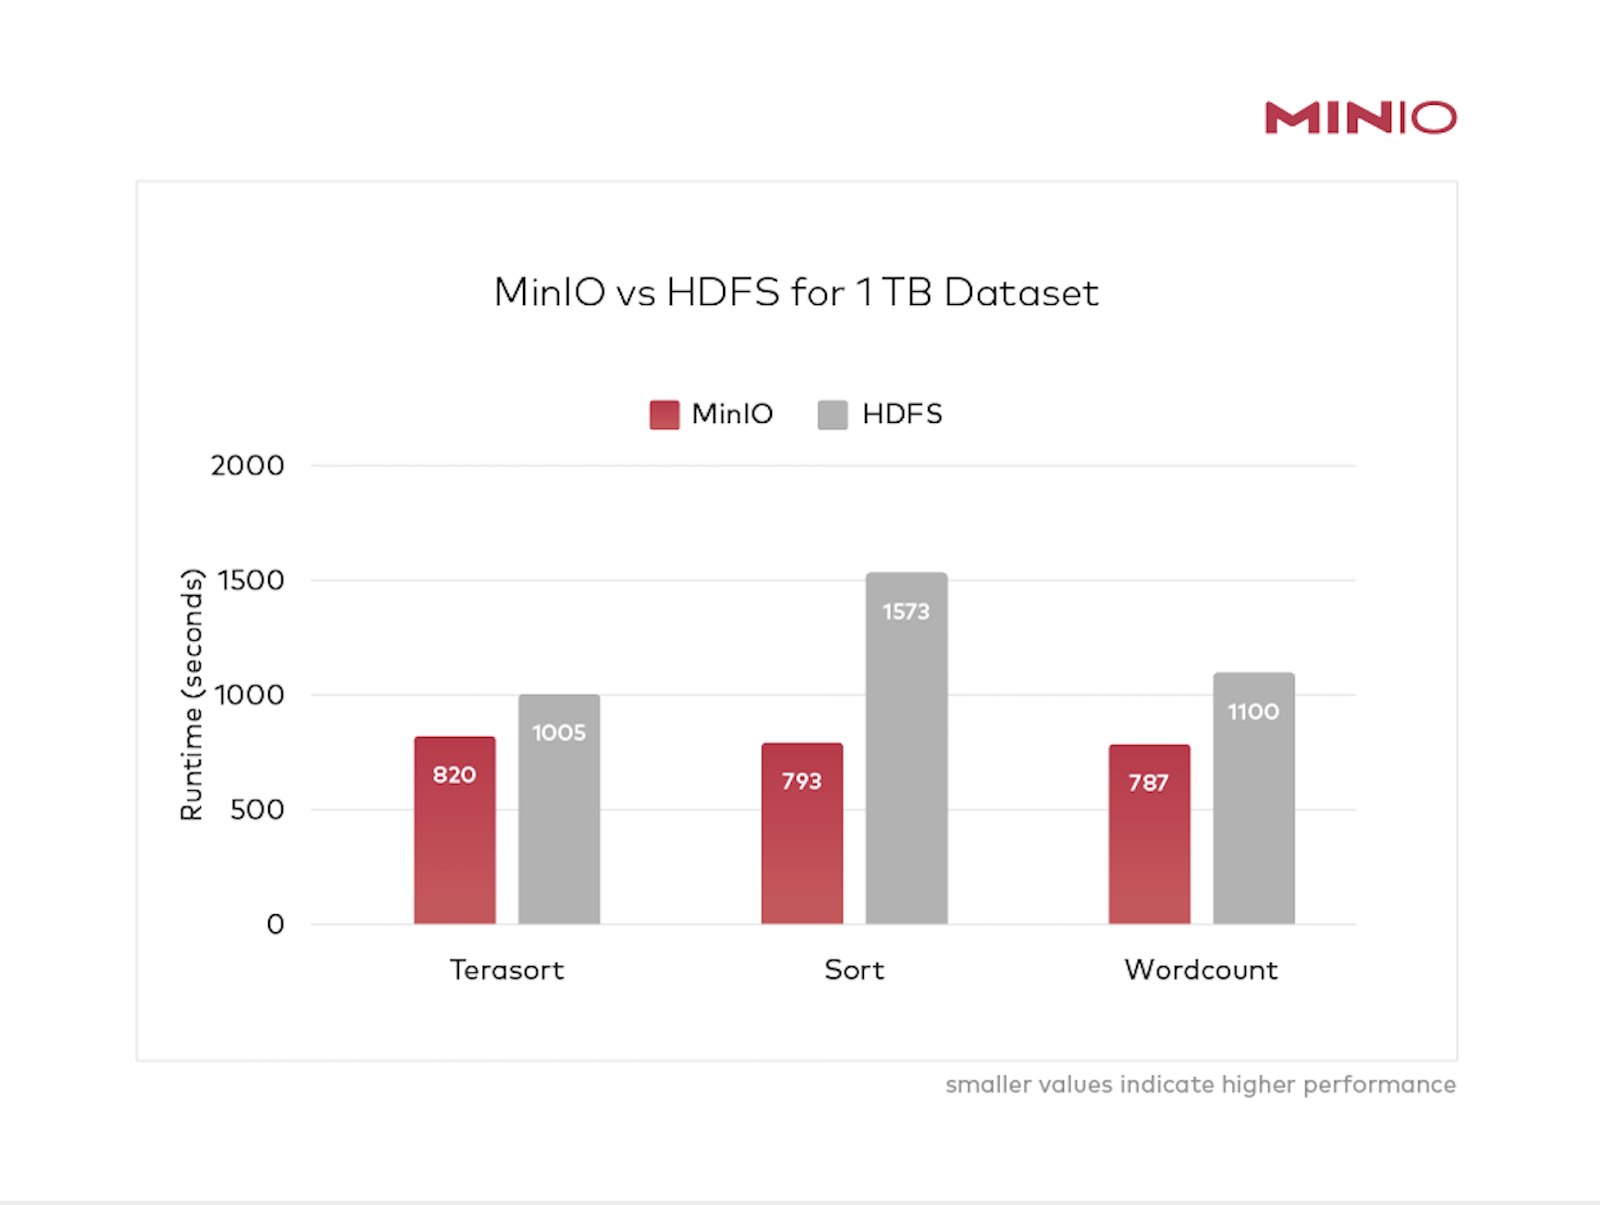 MINIO
MinIO vs HDFS for 1 TB Dataset
MinIO HDFS
2000
1500
1000
500
0
Runtime (seconds)
820 1005 793 1573 787 1100
Terasort Sort Wordcount
smaller values indicate higher performance